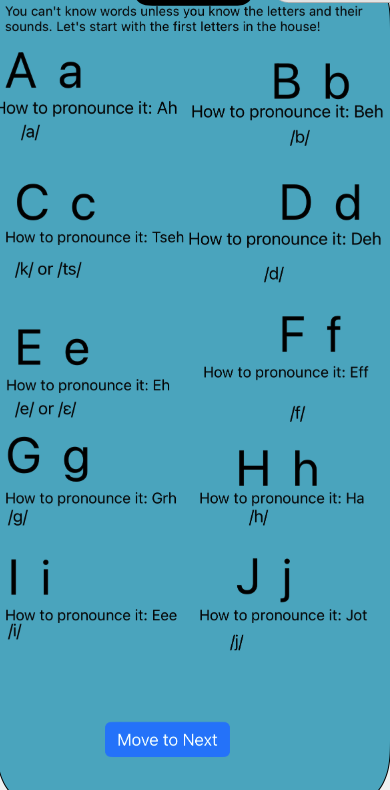 You can't know words unless you know the letters and their
sounds. Let's start with the first letters in the house!
A a
How to pronounce it: Ah
/a/
B b
How to pronounce it: Beh
/b/
C c
How to pronounce it: Tseh
/k/ or /ts/
D d
How to pronounce it: Deh
/d/
E e
How to pronounce it: Eh
/e/ or /ɛ/
F f
How to pronounce it: Eff
/f/
G g
How to pronounce it: Grh
/g/
H h
How to pronounce it: Ha
/h/
I i
How to pronounce it: Eee
/i/
J j
How to pronounce it: Jot
/j/
Move to Next